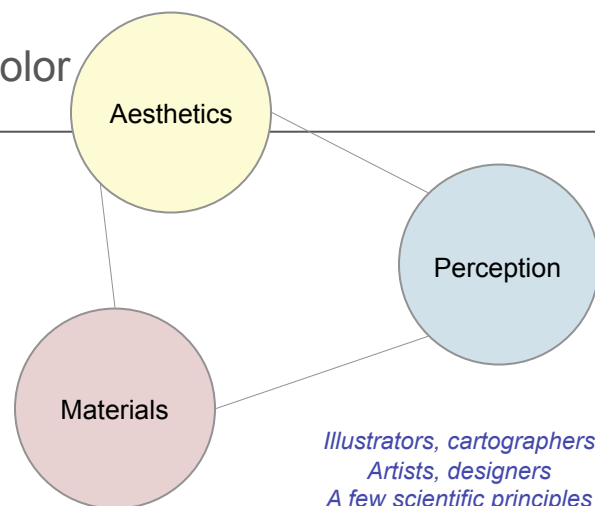 olor
Aesthetics
Perception
Materials
Illustrators, cartographers
Artists, designers
A few scientific principles